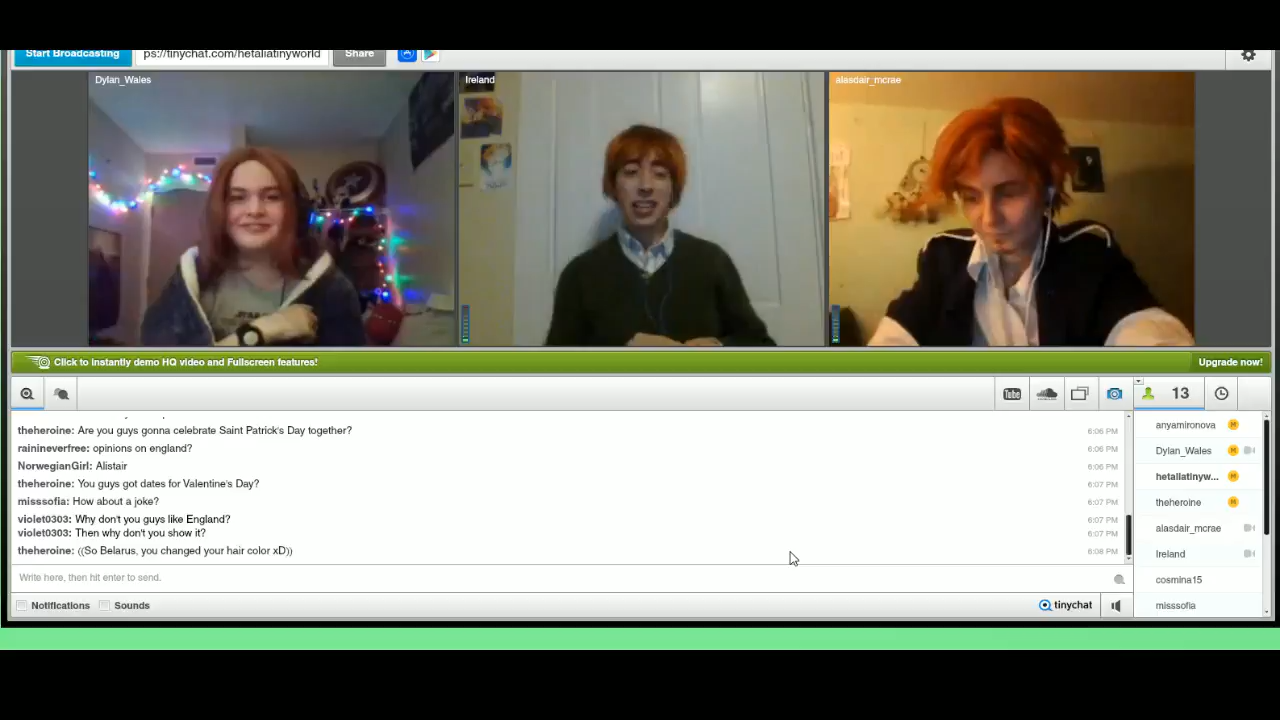 Start Broadcasting ps://tinychat.com/hetaliatinyworld Share
Dylan_Wales Ireland alasdair_mcrae
STAR
Click to instantly demo HQ video and Fullscreen features! Upgrade now!
You Tube 13
theheroine: Are you guys gonna celebrate Saint Patrick's Day together? 6:06 PM
rainineverfree: opinions on england? 6:06 PM
NorwegianGirl: Alistair 6:06 PM
theheroine: You guys got dates for Valentine's Day? 6:07 PM
misssofia: How about a joke? 6:07 PM
violet0303: Why don't you guys like England? 6:07 PM
violet0303: Then why don't you show it? 6:07 PM
theheroine: ((So Belarus, you changed your hair color xD)) 6:08 PM
Write here, then hit enter to send.
Notifications Sounds tinychat
anyamironova M
Dylan_Wales M
hetaliatinyw... M
theheroine M
alasdair_mcrae
Ireland
cosmina15
misssofia